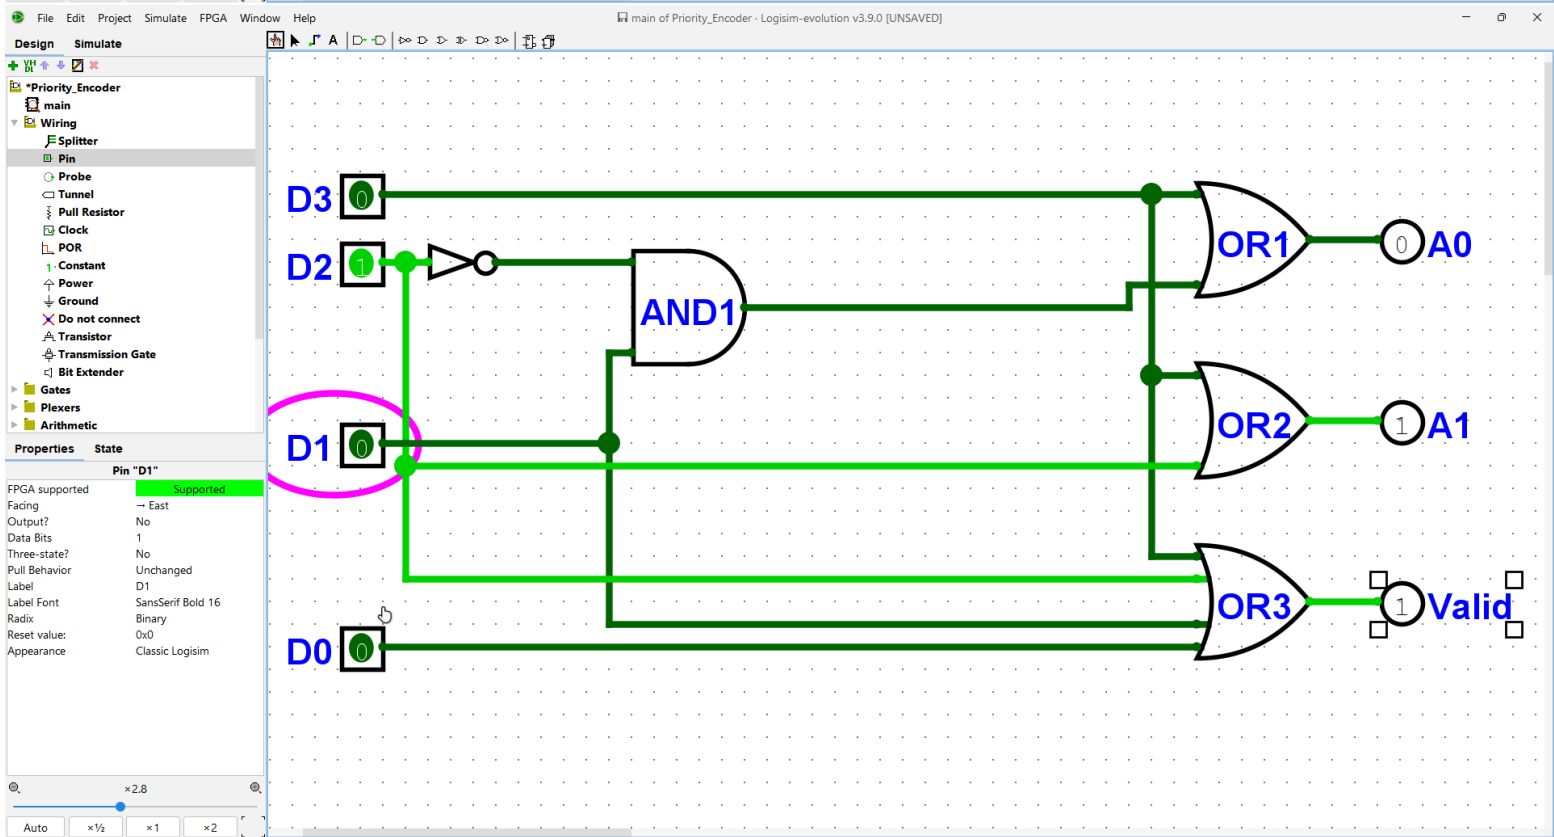 main of Priority_Encoder · Logisim-evolution v3.9.0 [UNSAVED]
File Edit Project Simulate FPGA Window Help
Design Simulate
A
*Priority_Encoder
main
Wiring
Splitter
Pin
Probe
Tunnel
Pull Resistor
Clock
POR
Constant
Power
Ground
Do not connect
Transistor
Transmission Gate
Bit Extender
Gates
Plexers
Arithmetic
Properties State
Pin "D1"
FPGA supported Supported
Facing → East
Output? No
Data Bits 1
Three-state? No
Pull Behavior Unchanged
Label D1
Label Font SansSerif Bold 16
Radix Binary
Reset value: 0x0
Appearance Classic Logisim
×2.8
Auto ×½ ×1 ×2
D3 0
D2 1
D1 0
D0 0
AND1
OR1 0 A0
OR2 1 A1
OR3 1 Valid